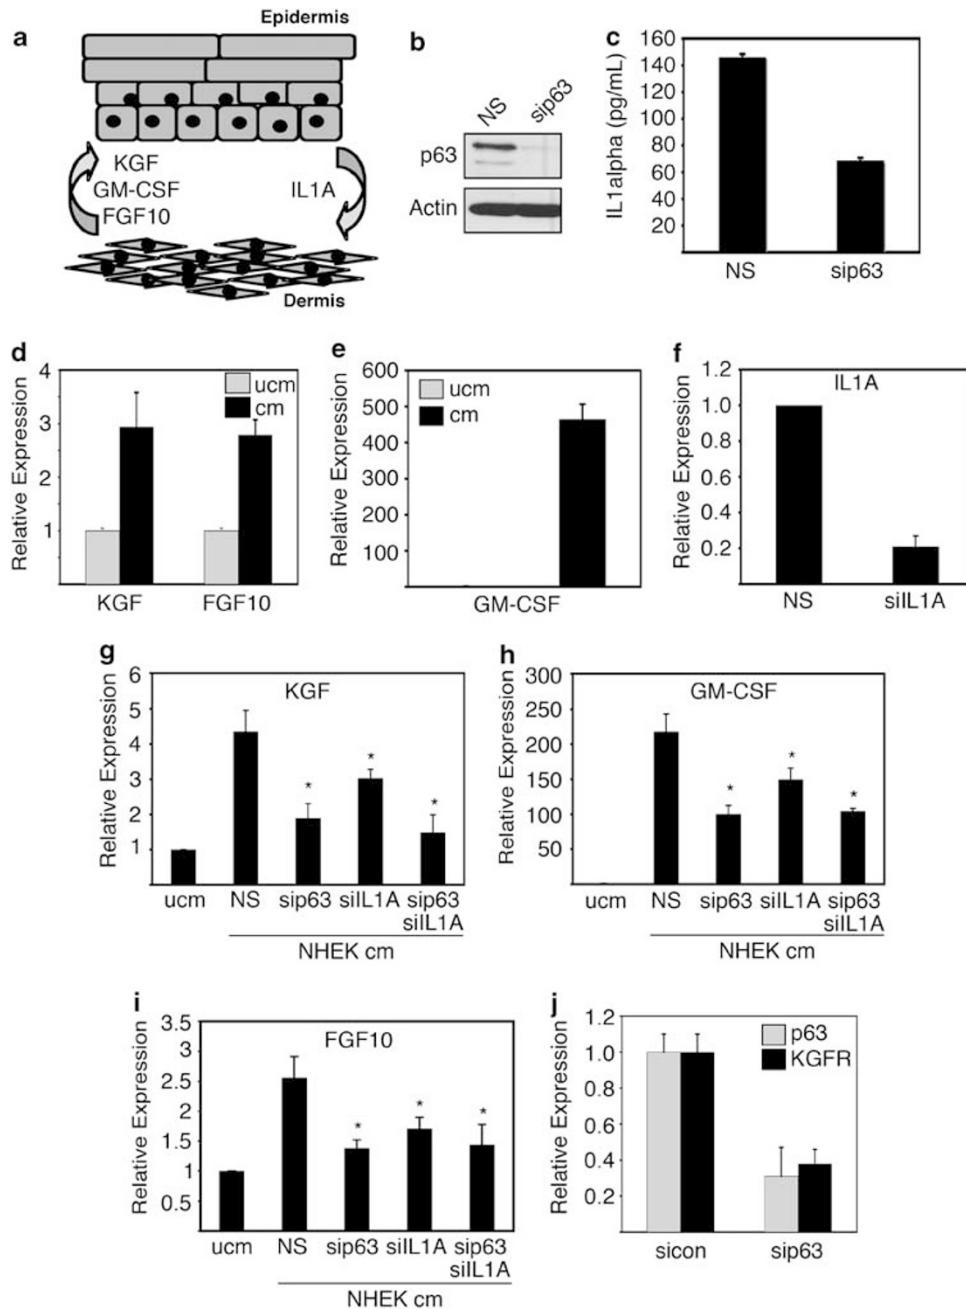 a
Epidermis
KGF
GM-CSF
FGF10
IL1A
Dermis
b
NS sip63
p63
Actin
c
IL1alpha (pg/mL)
160
140
120
100
80
60
40
20
NS sip63
d
Relative Expression
4
3
2
1
ucm
cm
KGF FGF10
e
Relative Expression
600
500
400
300
200
100
ucm
cm
GM-CSF
f
Relative Expression
1.2
1.0
0.8
0.6
0.4
0.2
IL1A
NS siIL1A
g
Relative Expression
6
5
4
3
2
1
KGF
* * *
ucm NS sip63 siIL1A sip63
siIL1A
NHEK cm
h
Relative Expression
300
250
200
150
100
50
GM-CSF
* * *
ucm NS sip63 siIL1A sip63
siIL1A
NHEK cm
i
Relative Expression
3.5
3
2.5
2
1.5
1
0.5
FGF10
* * *
ucm NS sip63 siIL1A sip63
siIL1A
NHEK cm
j
Relative Expression
1.2
1.0
0.8
0.6
0.4
0.2
p63
KGFR
sicon sip63